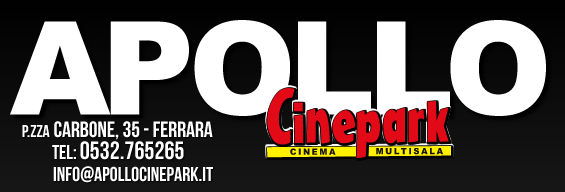 APOLLO
Cinepark
CINEMA MULTISALA
P.ZZA CARBONE, 35 - FERRARA
TEL: 0532.765265
INFO@APOLLOCINEPARK.IT